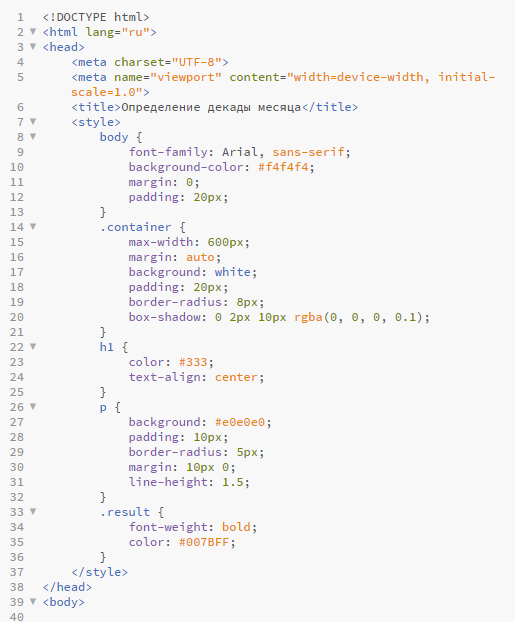 1 <!DOCTYPE html>
2 <html lang="ru">
3 <head>
4 <meta charset="UTF-8">
5 <meta name="viewport" content="width=device-width, initial-
scale=1.0">
6 <title>Определение декады месяца</title>
7 <style>
8 body {
9 font-family: Arial, sans-serif;
10 background-color: #f4f4f4;
11 margin: 0;
12 padding: 20px;
13 }
14 .container {
15 max-width: 600px;
16 margin: auto;
17 background: white;
18 padding: 20px;
19 border-radius: 8px;
20 box-shadow: 0 2px 10px rgba(0, 0, 0, 0.1);
21 }
22 h1 {
23 color: #333;
24 text-align: center;
25 }
26 p {
27 background: #e0e0e0;
28 padding: 10px;
29 border-radius: 5px;
30 margin: 10px 0;
31 line-height: 1.5;
32 }
33 .result {
34 font-weight: bold;
35 color: #007BFF;
36 }
37 </style>
38 </head>
39 <body>
40